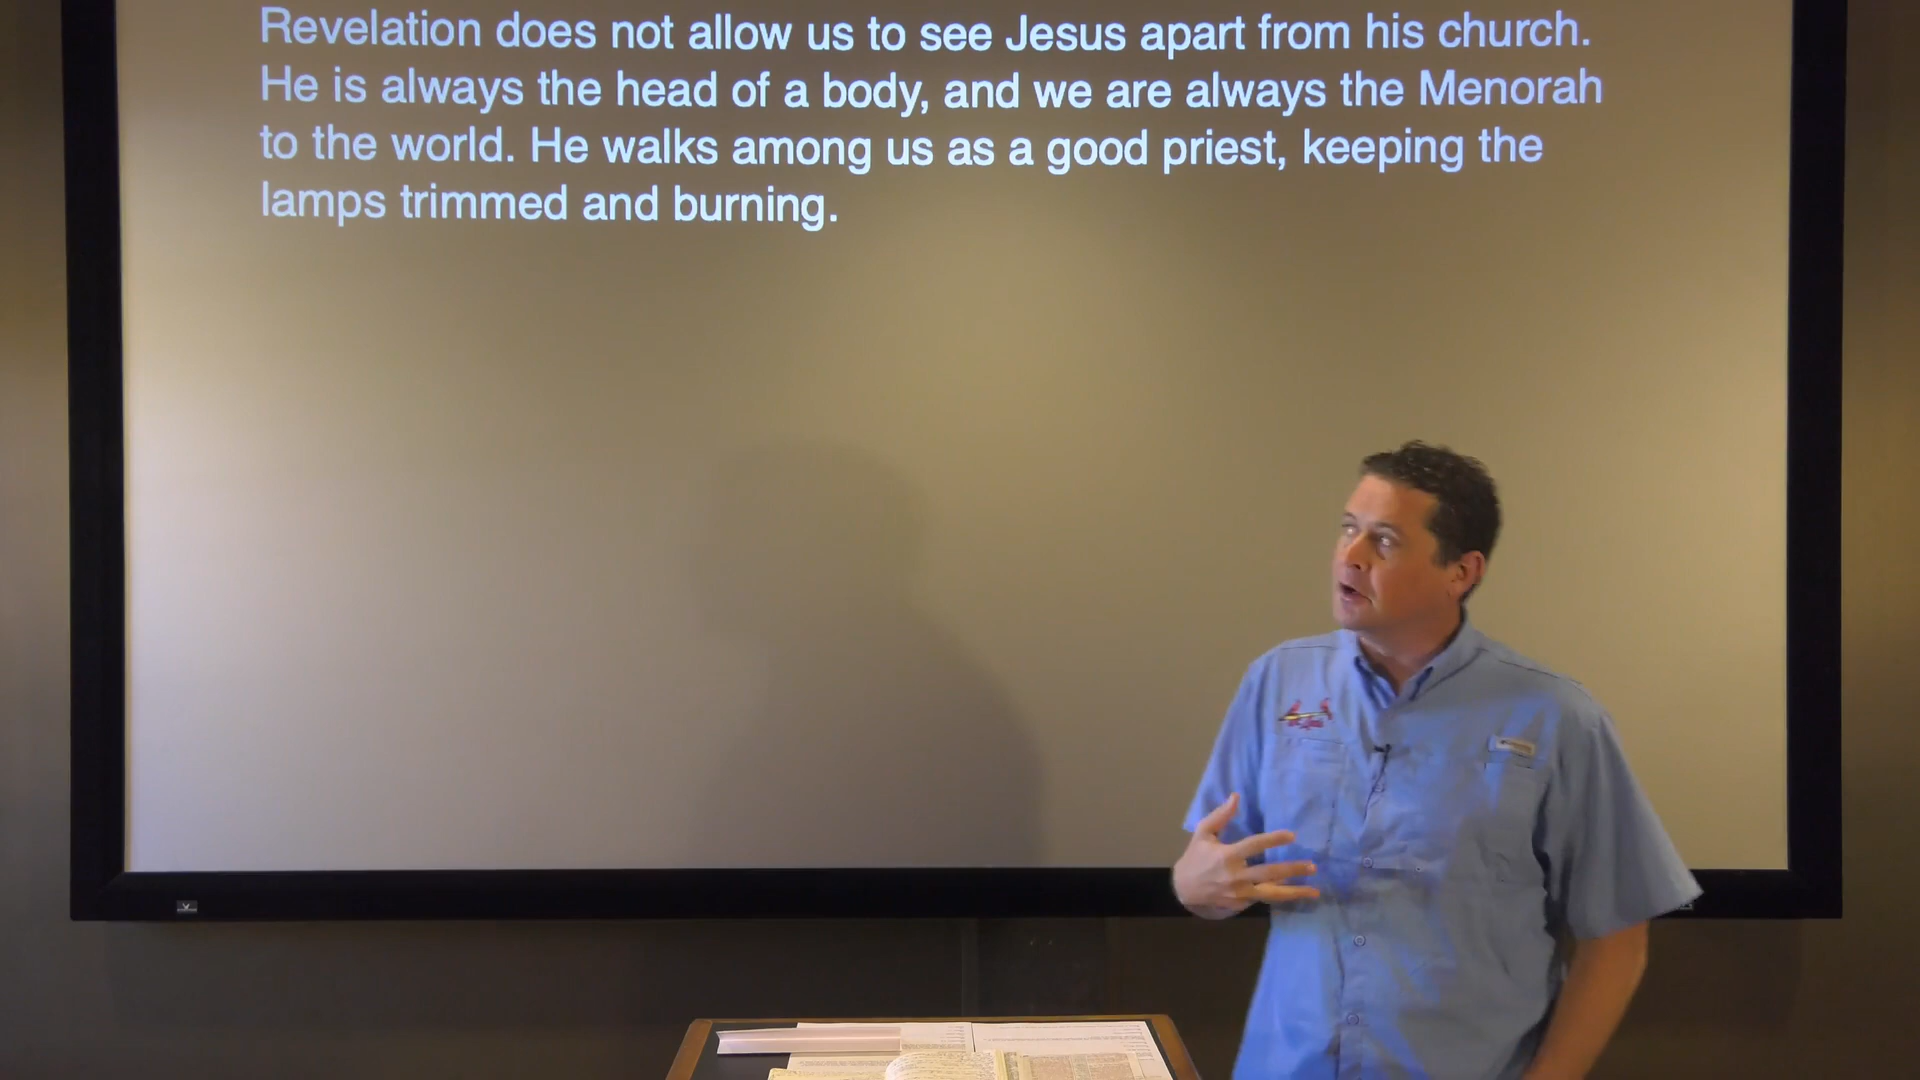 Revelation does not allow us to see Jesus apart from his church.
He is always the head of a body, and we are always the Menorah
to the world. He walks among us as a good priest, keeping the
lamps trimmed and burning.